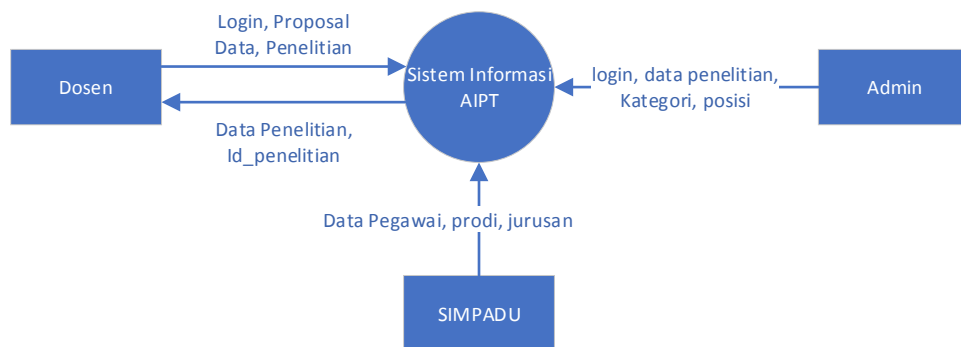 Login, Proposal
Data, Penelitian
Dosen
Sistem Informasi
AIPT
login, data penelitian,
Kategori, posisi
Admin
Data Penelitian,
Id_penelitian
Data Pegawai, prodi, jurusan
SIMPADU